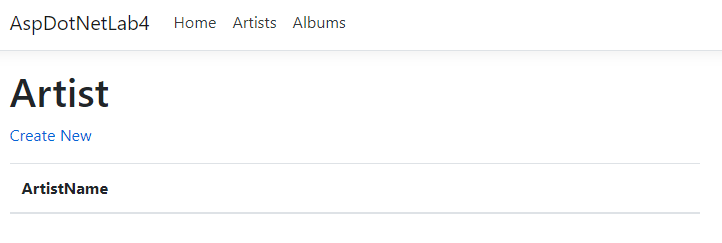 AspDotNetLab4 Home Artists Albums
Artist
Create New
ArtistName